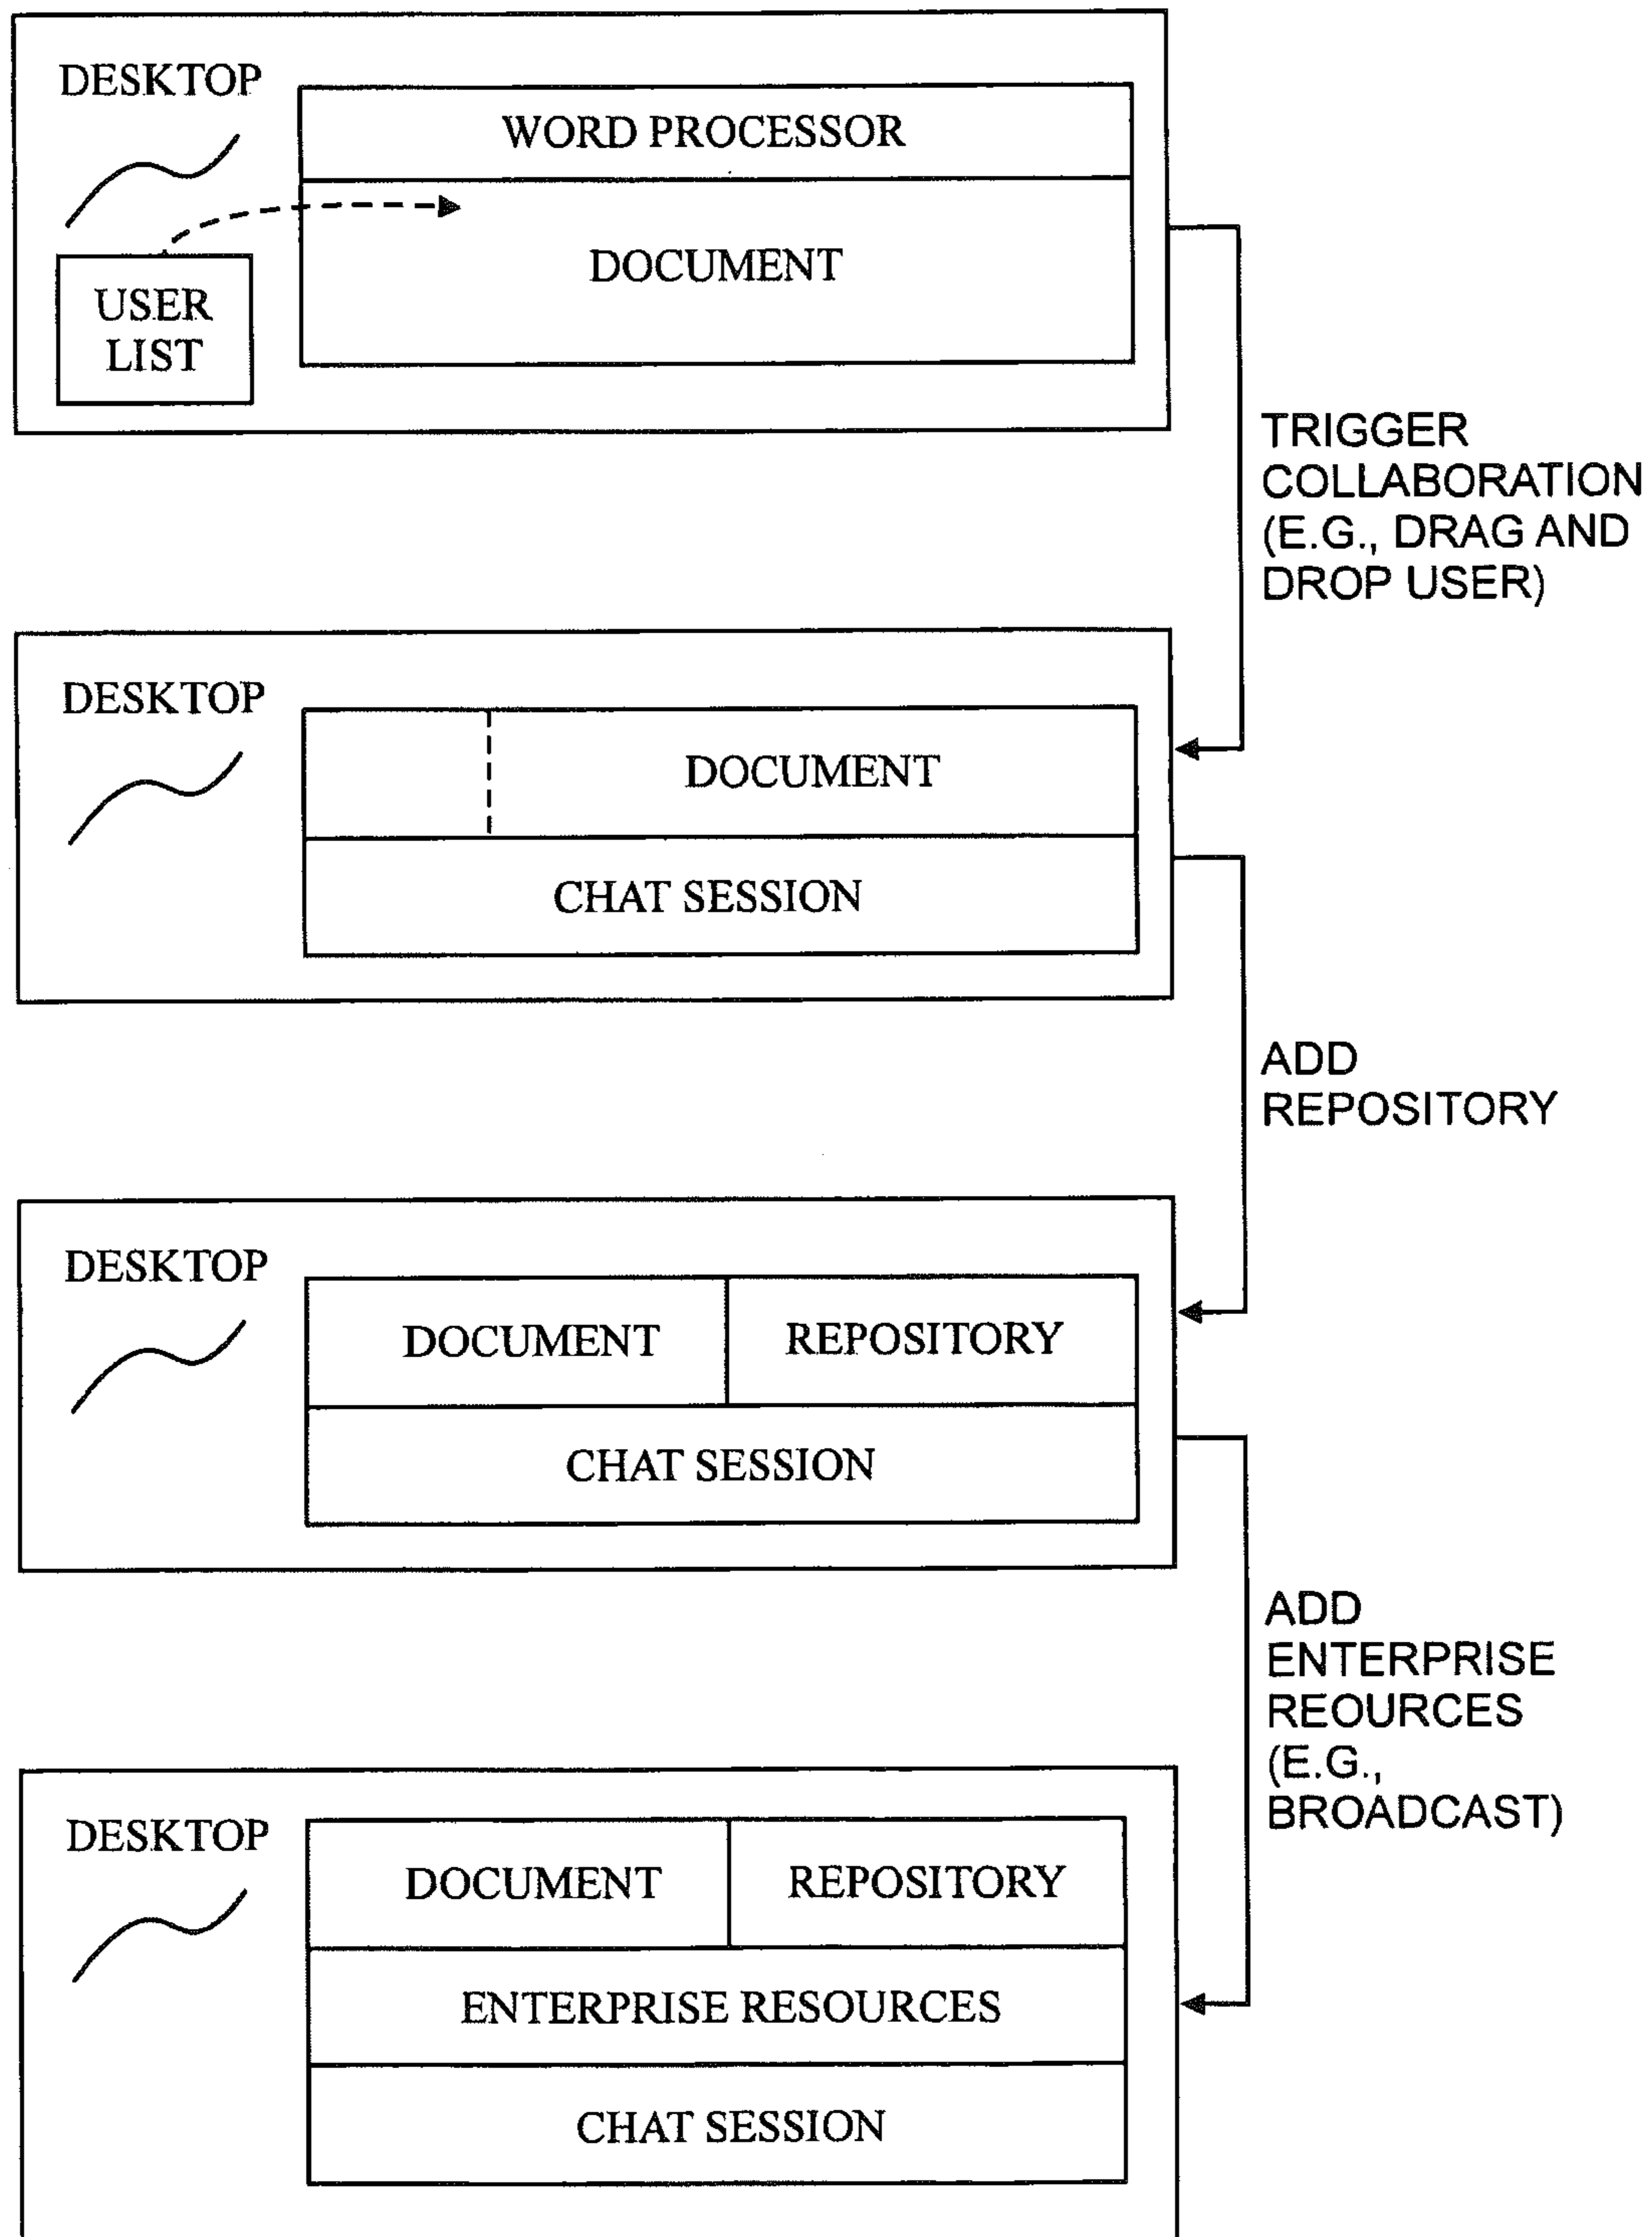 DESKTOP
WORD PROCESSOR
DOCUMENT
USER
LIST
TRIGGER
COLLABORATION
(E.G., DRAG AND
DROP USER)
DESKTOP
DOCUMENT
CHAT SESSION
ADD
REPOSITORY
DESKTOP
DOCUMENT
REPOSITORY
CHAT SESSION
ADD
ENTERPRISE
REOURCES
(E.G.,
BROADCAST)
DESKTOP
DOCUMENT
REPOSITORY
ENTERPRISE RESOURCES
CHAT SESSION